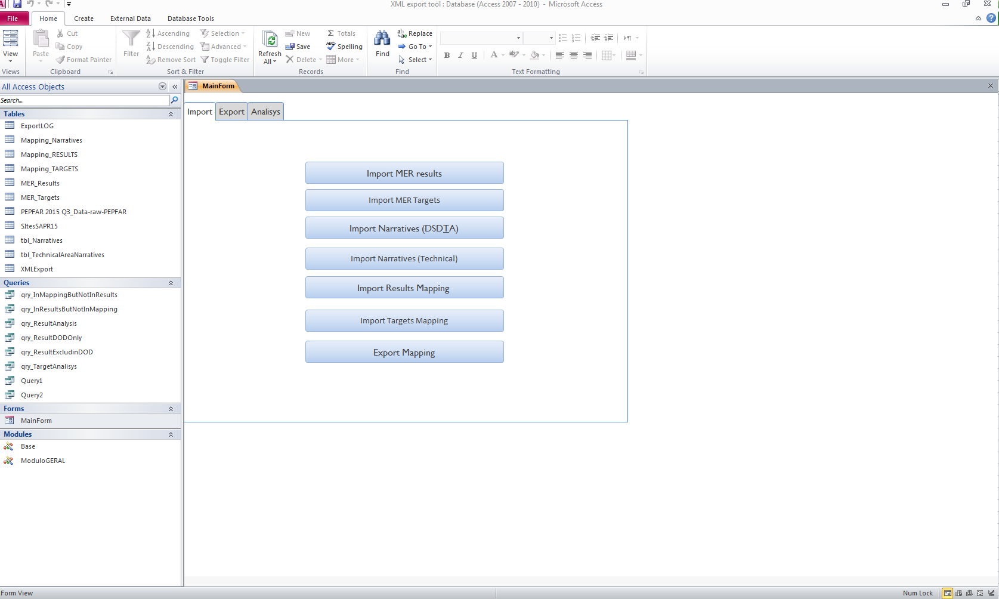 XML export tool : Database (Access 2007 - 2010) - Microsoft Access
File Home Create External Data Database Tools
View
Views
Paste
Cut
Copy
Format Painter
Clipboard
Filter
Ascending
Descending
Remove Sort
Selection
Advanced
Toggle Filter
Sort & Filter
Refresh All
New
Save
Delete
Totals
Spelling
More
Records
Find
Replace
Go To
Select
Find
B I U A ab
Text Formatting
All Access Objects
Search...
Tables
ExportLOG
Mapping_Narratives
Mapping_RESULTS
Mapping_TARGETS
MER_Results
MER_Targets
PEPFAR 2015 Q3_Data-raw-PEPFAR
SItesSAPR15
tbl_Narratives
tbl_TechnicalAreaNarratives
XMLExport
Queries
qry_InMappingButNotInResults
qry_InResultsButNotInMapping
qry_ResultAnalysis
qry_ResultDODOnly
qry_ResultExcludinDOD
qry_TargetAnalisys
Query1
Query2
Forms
MainForm
Modules
Base
ModuloGERAL
MainForm
Import Export Analisys
Import MER results
Import MER Targets
Import Narratives (DSDTA)
Import Narratives (Technical)
Import Results Mapping
Import Targets Mapping
Export Mapping
Form View
Num Lock